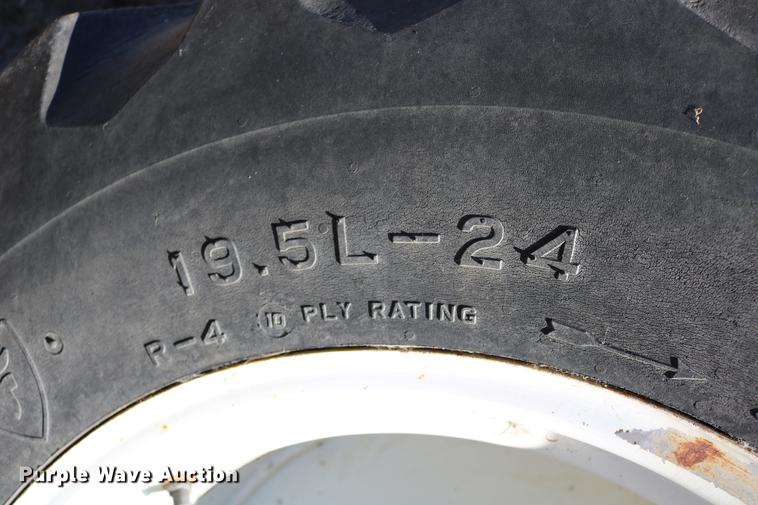 19.5L-24
R-4 10 PLY RATING
Purple Wave Auction